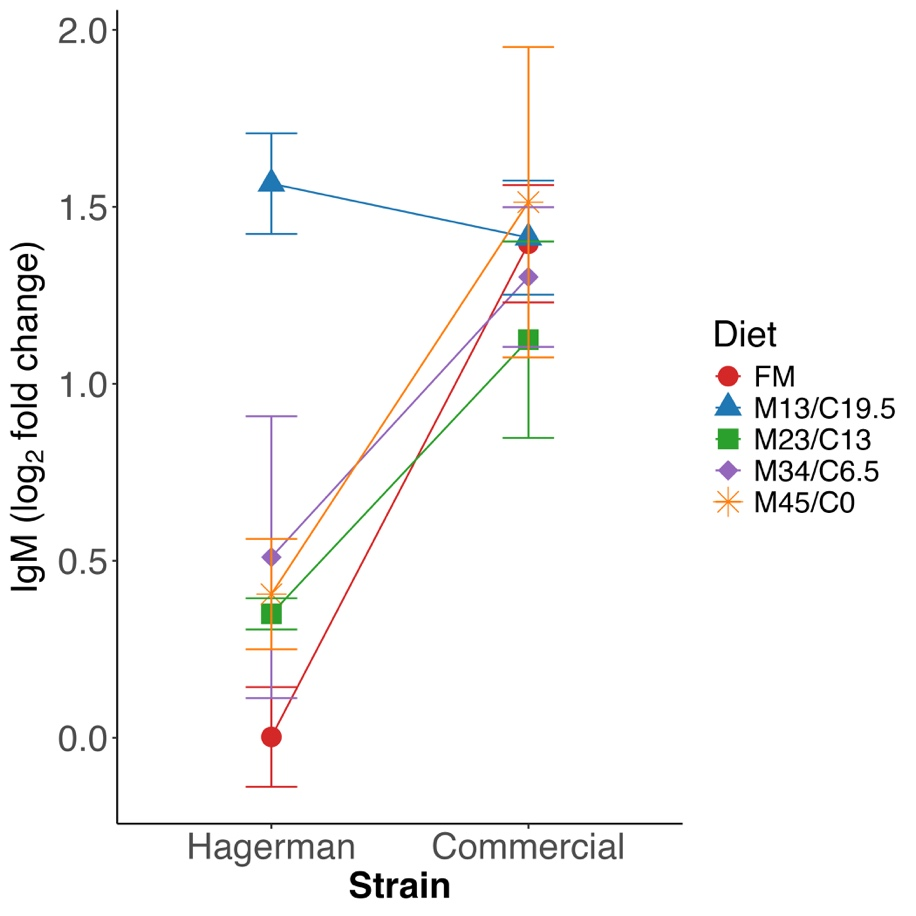 IgM (log₂ fold change)
2.0
1.5
1.0
0.5
0.0
Hagerman
Commercial
Strain
Diet
FM
M13/C19.5
M23/C13
M34/C6.5
M45/C0